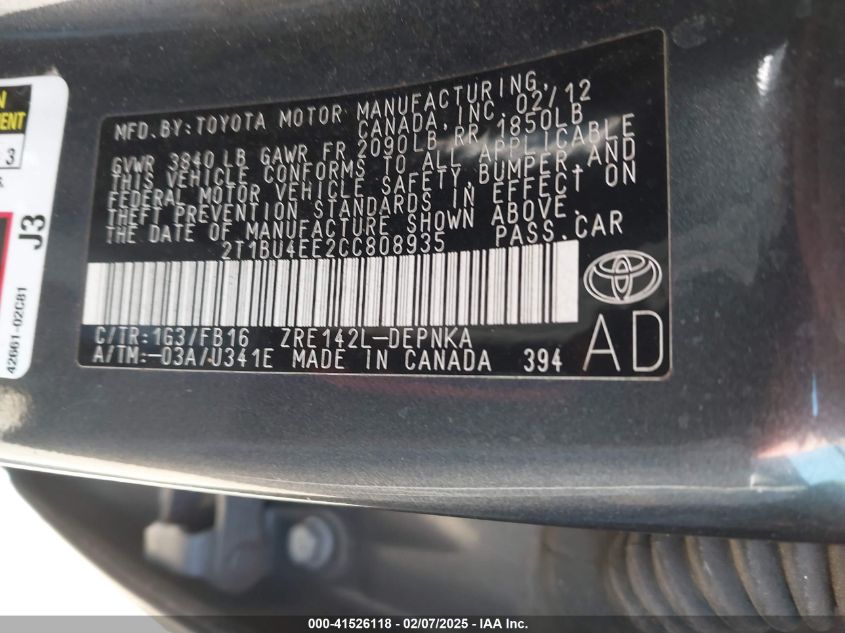 MFD.BY:TOYOTA MOTOR MANUFACTURING,
CANADA,INC. 02/12
GVWR 3840LB GAWR FR 2090LB RR 1850LB
THIS VEHICLE CONFORMS TO ALL APPLICABLE
FEDERAL MOTOR VEHICLE SAFETY,BUMPER,AND
THEFT PREVENTION STANDARDS IN EFFECT ON
THE DATE OF MANUFACTURE SHOWN ABOVE.
2T1BU4EE2CC808935 PASS.CAR
C/TR:1G3/FB16 ZRE142L-DEPNKA
A/TM:-03A/U341E MADE IN CANADA 394
AD
3
J3
42661-02C81
000-41526118 - 02/07/2025 - IAA Inc.